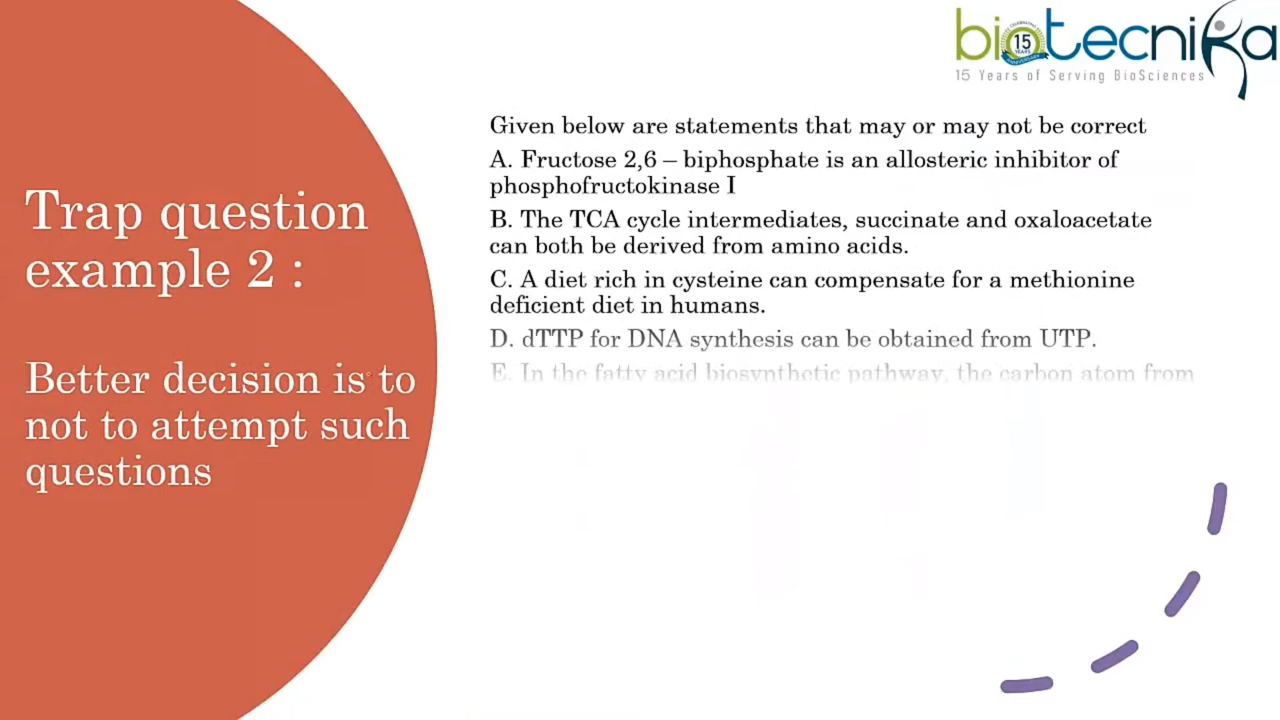 biotecnika
CELEBRATING
15
YEARS
ANNIVERSARY
15 Years of Serving BioSciences
Trap question
example 2 :
Better decision is to
not to attempt such
questions
Given below are statements that may or may not be correct
A. Fructose 2,6 – biphosphate is an allosteric inhibitor of
phosphofructokinase I
B. The TCA cycle intermediates, succinate and oxaloacetate
can both be derived from amino acids.
C. A diet rich in cysteine can compensate for a methionine
deficient diet in humans.
D. dTTP for DNA synthesis can be obtained from UTP.
E. In the fatty acid biosynthetic pathway, the carbon atom from